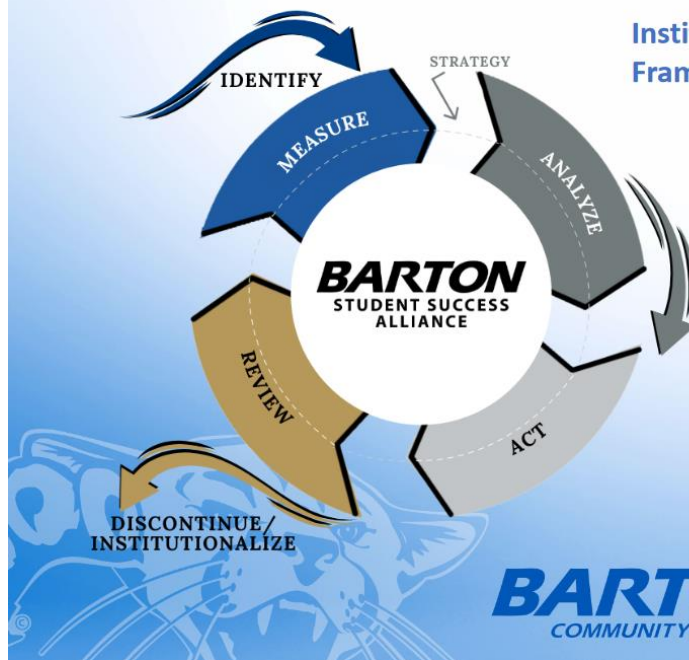 Insti
Fram
STRATEGY
IDENTIFY
MEASURE
ANALYZE
BARTON
STUDENT SUCCESS
ALLIANCE
REVIEW
ACT
DISCONTINUE/
INSTITUTIONALIZE
BART
COMMUNITY
©